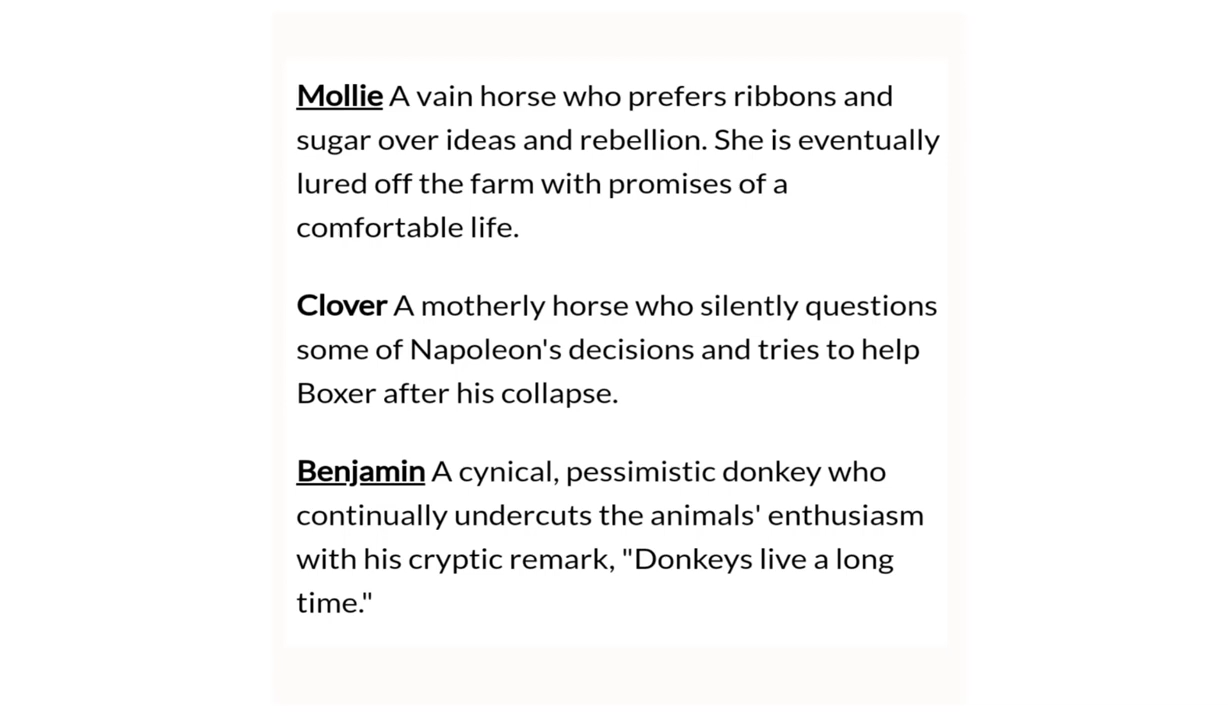 Mollie A vain horse who prefers ribbons and
sugar over ideas and rebellion. She is eventually
lured off the farm with promises of a
comfortable life.
Clover A motherly horse who silently questions
some of Napoleon's decisions and tries to help
Boxer after his collapse.
Benjamin A cynical, pessimistic donkey who
continually undercuts the animals' enthusiasm
with his cryptic remark, "Donkeys live a long
time."